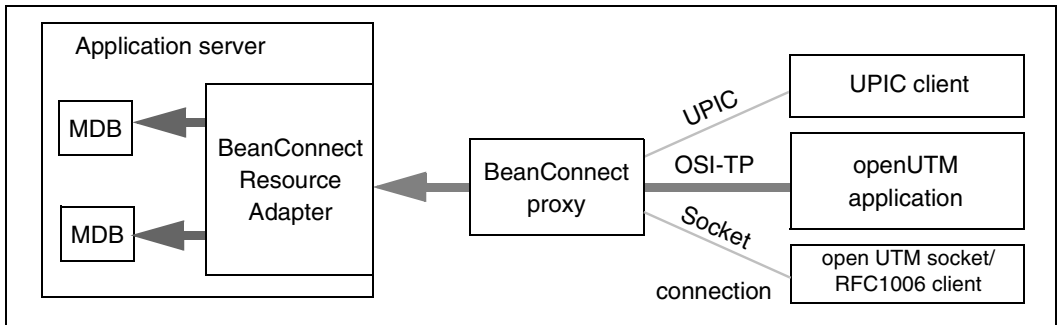 Application server
MDB
MDB
BeanConnect
Resource
Adapter
BeanConnect
proxy
UPIC
OSI-TP
Socket
connection
UPIC client
openUTM
application
open UTM socket/
RFC1006 client